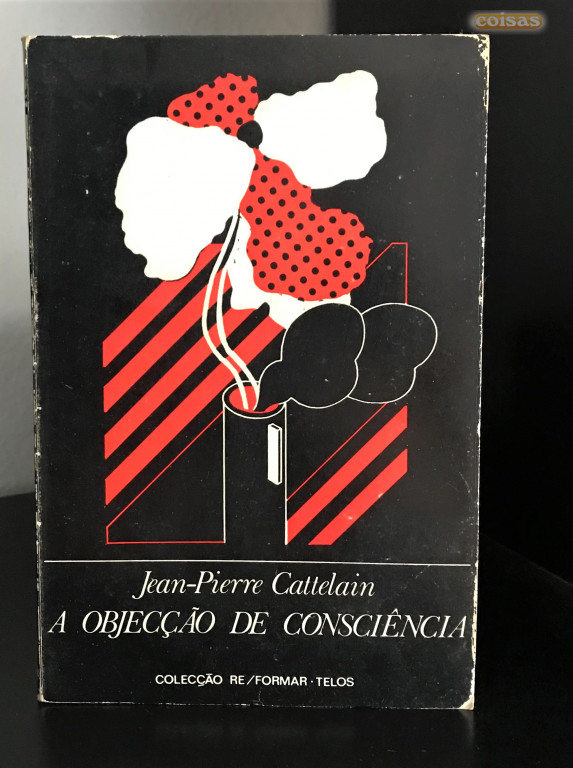 coisas
Jean-Pierre Cattelain
A OBJECÇÃO DE CONSCIÊNCIA
COLECÇÃO RE/FORMAR · TELOS